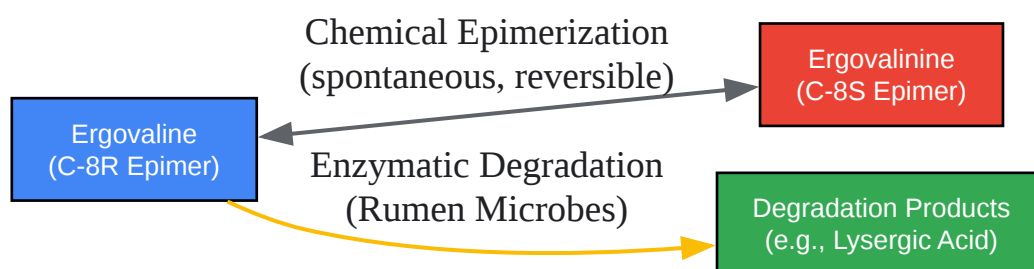 Chemical Epimerization
(spontaneous, reversible)
Ergovalinine
(C-8S Epimer)
Ergovaline
(C-8R Epimer)
Enzymatic Degradation
(Rumen Microbes)
Degradation Products
(e.g., Lysergic Acid)